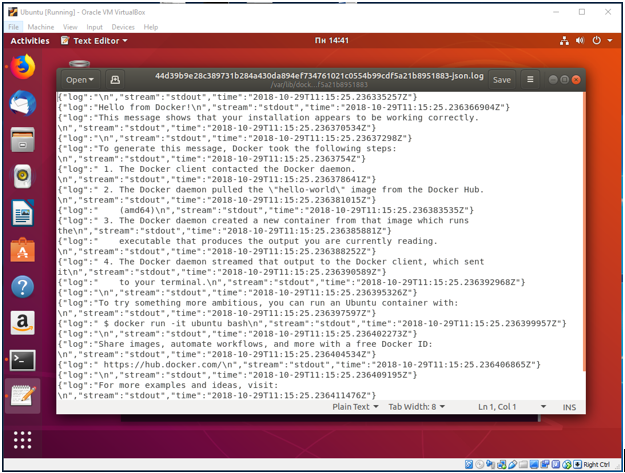 Ubuntu [Running] - Oracle VM VirtualBox
File Machine View Input Devices Help
Activities Text Editor Пн 14:41
Open 44d39b9e28c389731b284a430da894ef734761021c0554b99cdf5a21b8951883-json.log Save
/var/lib/dock…f5a21b8951883
{"log":"\n","stream":"stdout","time":"2018-10-29T11:15:25.236335257Z"}
{"log":"Hello from Docker!\n","stream":"stdout","time":"2018-10-29T11:15:25.236366904Z"}
{"log":"This message shows that your installation appears to be working correctly.
\n","stream":"stdout","time":"2018-10-29T11:15:25.236370534Z"}
{"log":"\n","stream":"stdout","time":"2018-10-29T11:15:25.23637298Z"}
{"log":"To generate this message, Docker took the following steps:
\n","stream":"stdout","time":"2018-10-29T11:15:25.2363754Z"}
{"log":" 1. The Docker client contacted the Docker daemon.
\n","stream":"stdout","time":"2018-10-29T11:15:25.236378641Z"}
{"log":" 2. The Docker daemon pulled the \"hello-world\" image from the Docker Hub.
\n","stream":"stdout","time":"2018-10-29T11:15:25.236381015Z"}
{"log":"    (amd64)\n","stream":"stdout","time":"2018-10-29T11:15:25.236383535Z"}
{"log":" 3. The Docker daemon created a new container from that image which runs
the\n","stream":"stdout","time":"2018-10-29T11:15:25.236385881Z"}
{"log":"    executable that produces the output you are currently reading.
\n","stream":"stdout","time":"2018-10-29T11:15:25.236388252Z"}
{"log":" 4. The Docker daemon streamed that output to the Docker client, which sent
it\n","stream":"stdout","time":"2018-10-29T11:15:25.236390589Z"}
{"log":"    to your terminal.\n","stream":"stdout","time":"2018-10-29T11:15:25.236392968Z"}
{"log":"\n","stream":"stdout","time":"2018-10-29T11:15:25.236395326Z"}
{"log":"To try something more ambitious, you can run an Ubuntu container with:
\n","stream":"stdout","time":"2018-10-29T11:15:25.236397597Z"}
{"log":" $ docker run -it ubuntu bash\n","stream":"stdout","time":"2018-10-29T11:15:25.236399957Z"}
{"log":"\n","stream":"stdout","time":"2018-10-29T11:15:25.236402273Z"}
{"log":"Share images, automate workflows, and more with a free Docker ID:
\n","stream":"stdout","time":"2018-10-29T11:15:25.236404534Z"}
{"log":" https://hub.docker.com/\n","stream":"stdout","time":"2018-10-29T11:15:25.236406865Z"}
{"log":"\n","stream":"stdout","time":"2018-10-29T11:15:25.236409195Z"}
{"log":"For more examples and ideas, visit:
\n","stream":"stdout","time":"2018-10-29T11:15:25.236411476Z"}
Plain Text Tab Width: 8 Ln 1, Col 1 INS
Right Ctrl